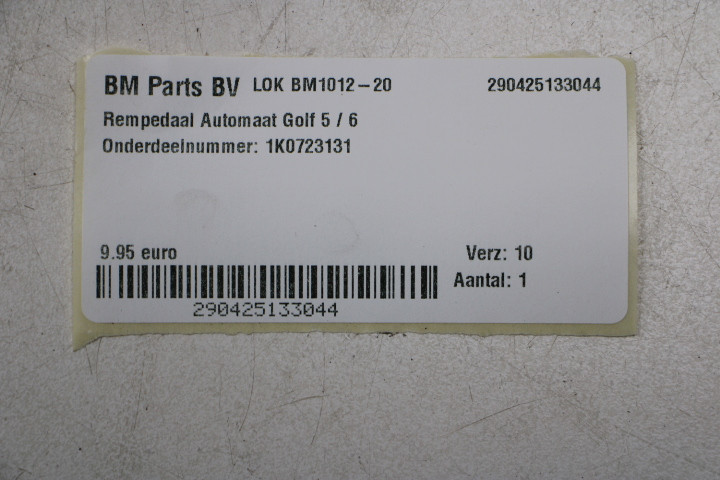 BM Parts BV LOK BM1012-20 290425133044
Rempedaal Automaat Golf 5 / 6
Onderdeelnummer: 1K0723131
9.95 euro Verz: 10
Aantal: 1
290425133044